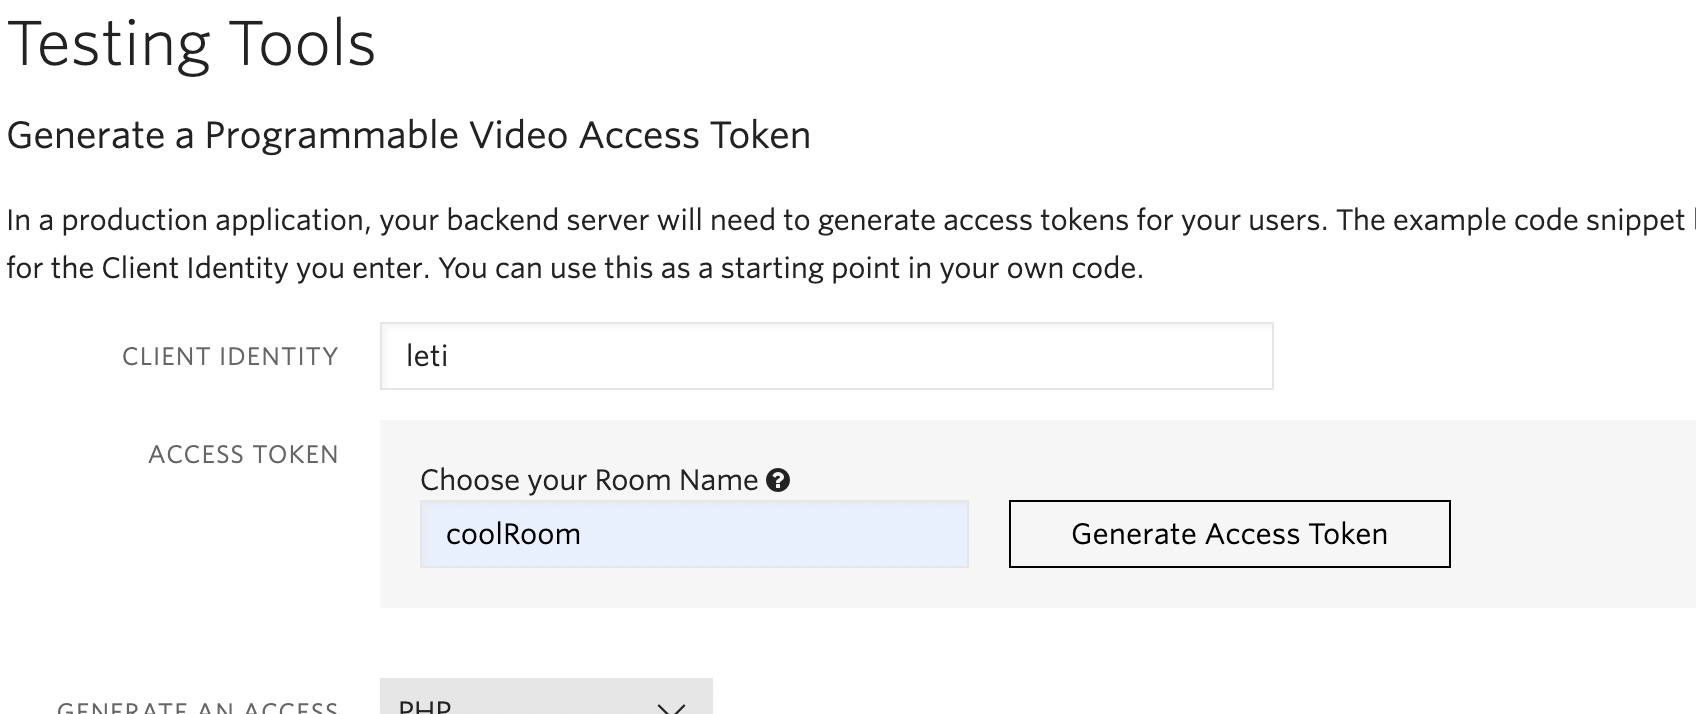 Testing Tools
Generate a Programmable Video Access Token
In a production application, your backend server will need to generate access tokens for your users. The example code snippet
for the Client Identity you enter. You can use this as a starting point in your own code.
CLIENT IDENTITY
leti
ACCESS TOKEN
Choose your Room Name ?
coolRoom
Generate Access Token
GENERATE AN ACCESS
PHP